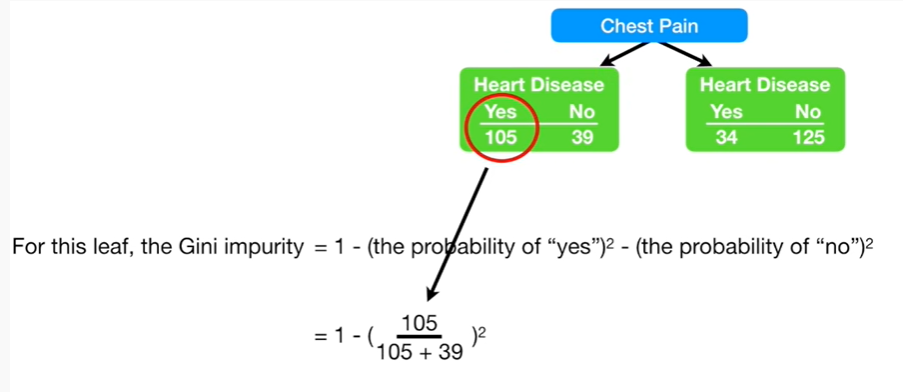 Chest Pain
Heart Disease
Yes No
105 39
Heart Disease
Yes No
34 125
For this leaf, the Gini impurity = 1 - (the probability of “yes”)² - (the probability of “no”)²
= 1 - (105 / 105 + 39)²